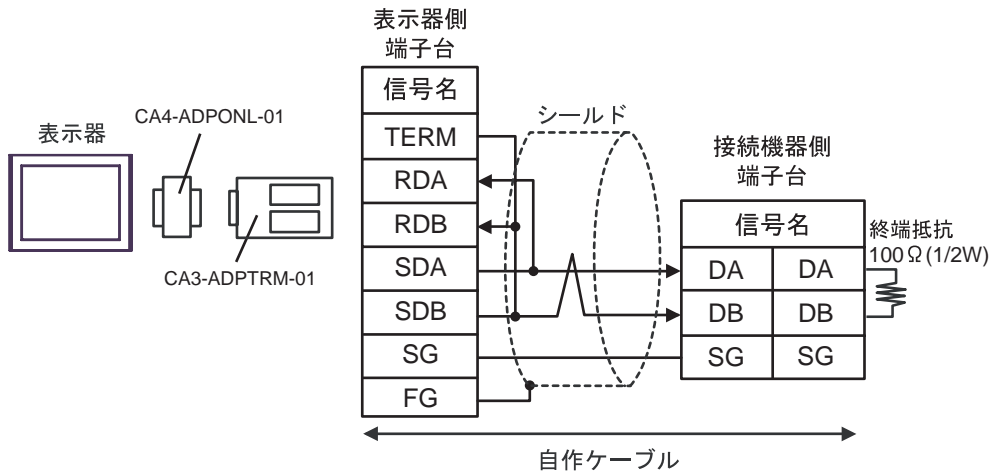 表示器
CA4-ADPONL-01
CA3-ADPTRM-01
表示器側
端子台
信号名
TERM
RDA
RDB
SDA
SDB
SG
FG
シールド
接続機器側
端子台
信号名
DA DA
DB DB
SG SG
終端抵抗
100Ω(1/2W)
自作ケーブル